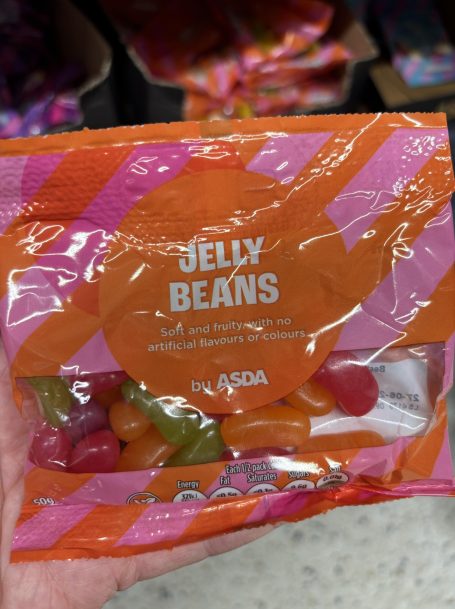 JELLY
BEANS
Soft and fruity, with no
artificial flavours or colours
by ASDA
Each 1/2 pack
Energy
Fat
Saturates
Sugars
Salt